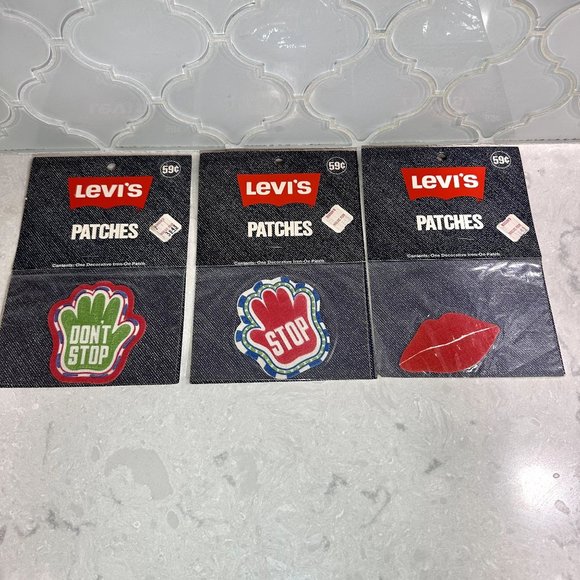 59¢
LEVI'S
PATCHES
*Contents: One Decorative Iron-On Patch.
DON'T
STOP
59¢
LEVI'S
PATCHES
*Contents: One Decorative Iron-On Patch.
STOP
59¢
LEVI'S
PATCHES
*Contents: One Decorative Iron-On Patch.